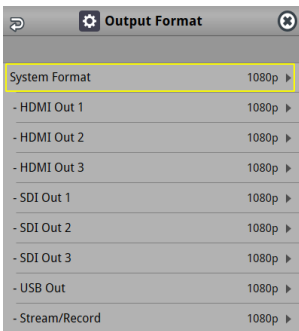 Output Format
System Format 1080p
- HDMI Out 1 1080p
- HDMI Out 2 1080p
- HDMI Out 3 1080p
- SDI Out 1 1080p
- SDI Out 2 1080p
- SDI Out 3 1080p
- USB Out 1080p
- Stream/Record 1080p